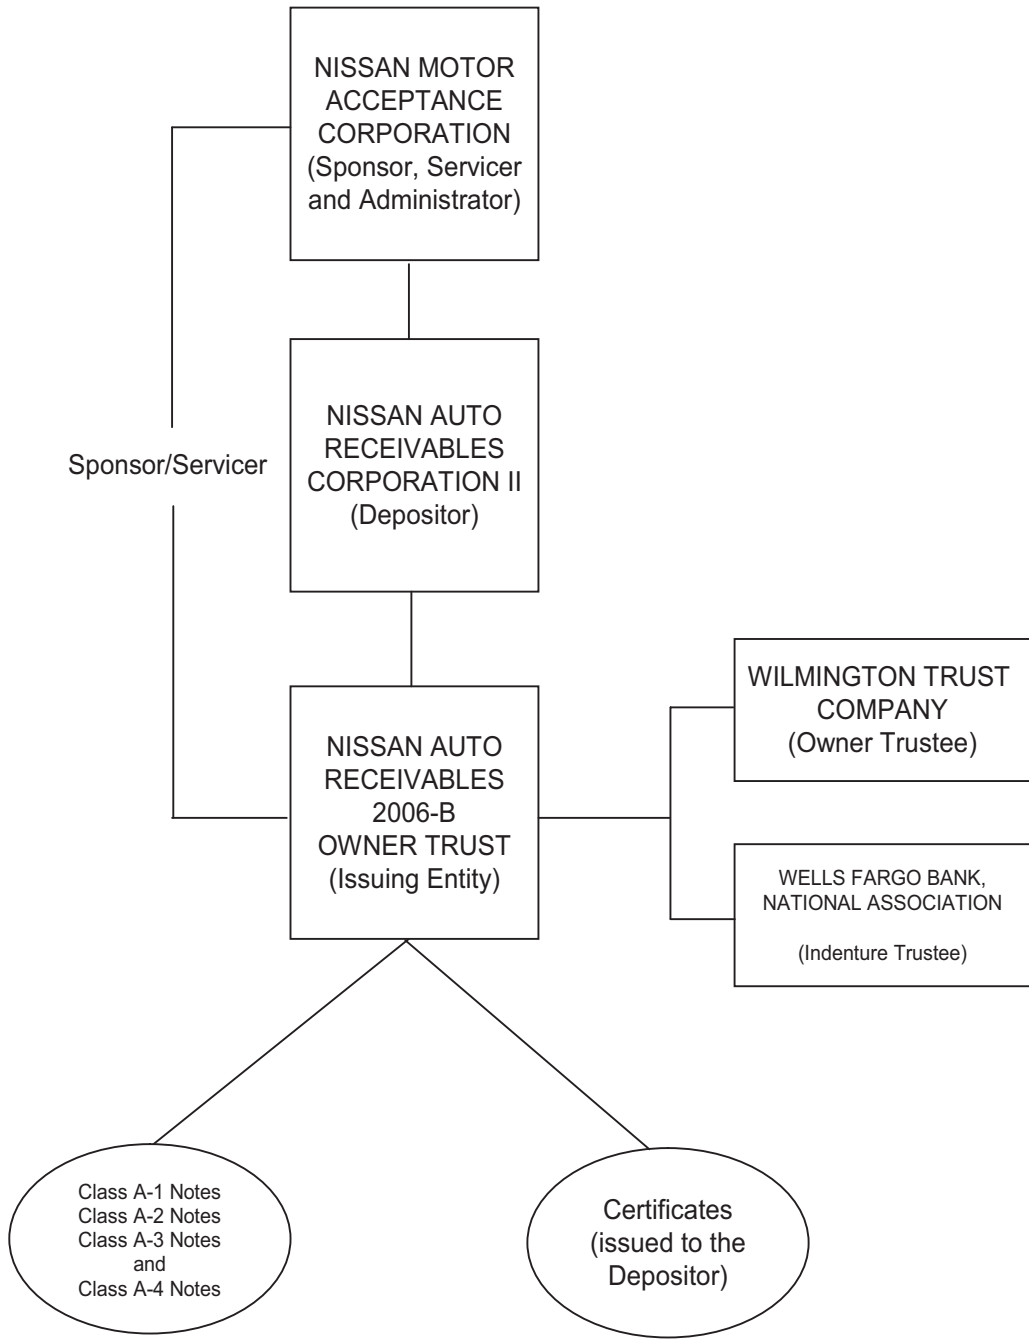 NISSAN MOTOR
ACCEPTANCE
CORPORATION
(Sponsor, Servicer
and Administrator)
Sponsor/Servicer
NISSAN AUTO
RECEIVABLES
CORPORATION II
(Depositor)
NISSAN AUTO
RECEIVABLES
2006-B
OWNER TRUST
(Issuing Entity)
WILMINGTON TRUST
COMPANY
(Owner Trustee)
WELLS FARGO BANK,
NATIONAL ASSOCIATION
(Indenture Trustee)
Class A-1 Notes
Class A-2 Notes
Class A-3 Notes
and
Class A-4 Notes
Certificates
(issued to the
Depositor)